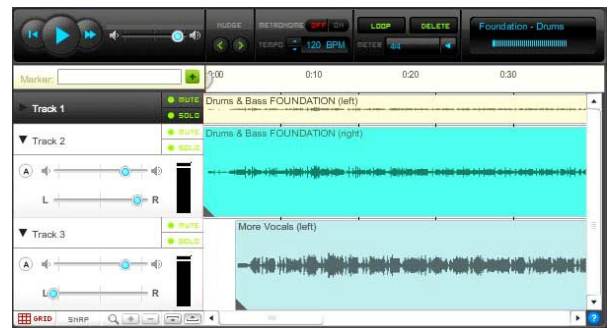 NUDGE METRONOME OFF ON LOOP DELETE Foundation - Drums
TEMPO 120 BPM METER 4/4
Marker: + 0:00 0:10 0:20 0:30
Track 1 MUTE Drums & Bass FOUNDATION (left)
SOLO
Track 2 MUTE Drums & Bass FOUNDATION (right)
SOLO
A
L R
Track 3 MUTE More Vocals (left)
SOLO
A
L R
GRID SNAP ?